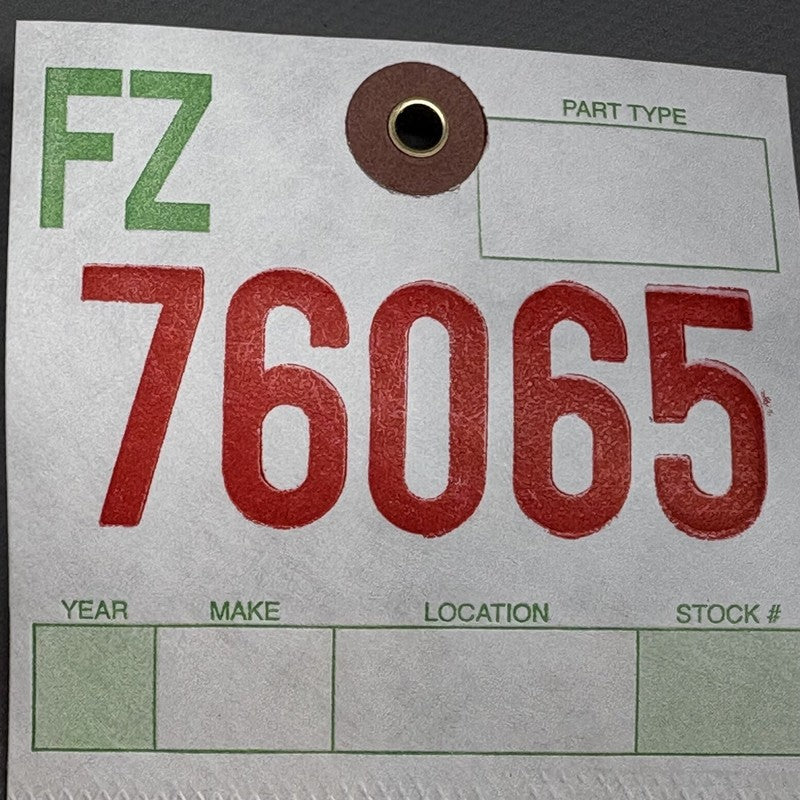 FZ
PART TYPE
76065
YEAR MAKE LOCATION STOCK #